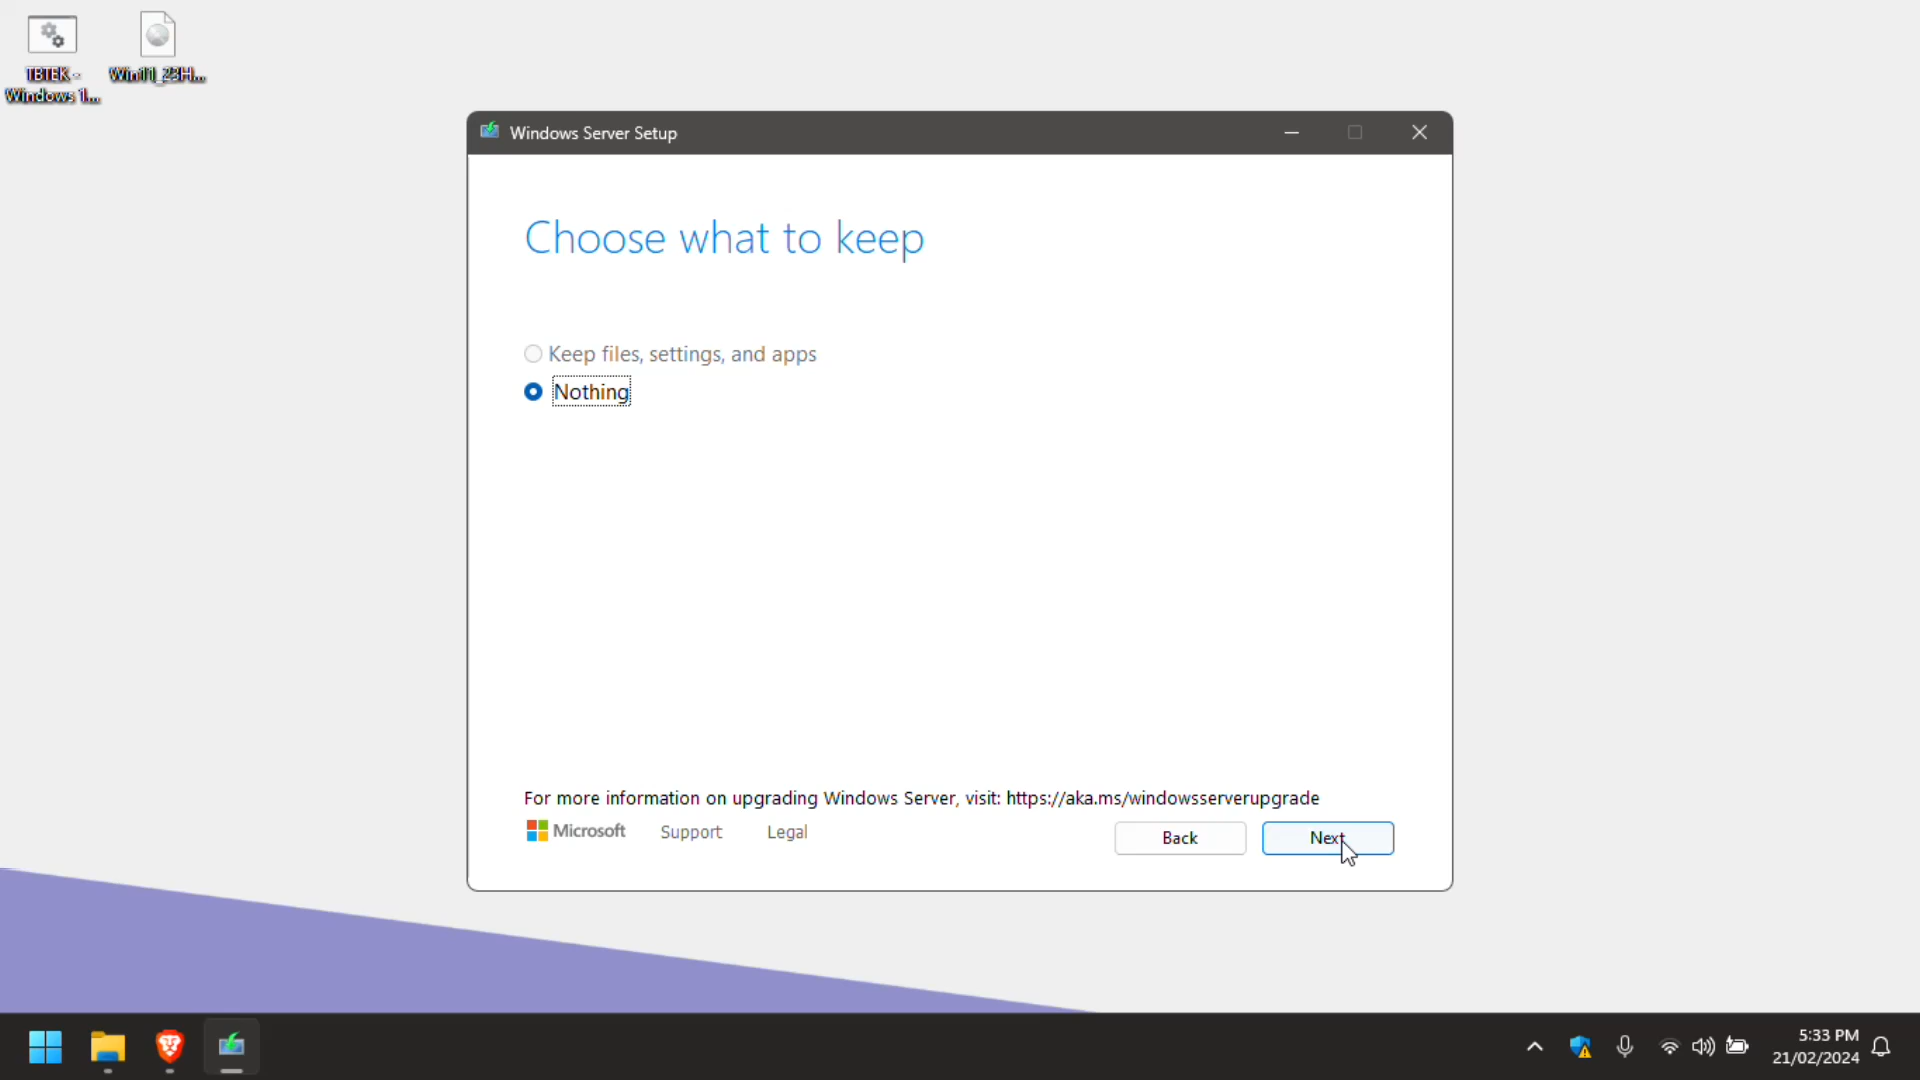 TBTEK -
Windows 1...
Win11_23H...
Windows Server Setup
Choose what to keep
Keep files, settings, and apps
Nothing
For more information on upgrading Windows Server, visit: https://aka.ms/windowsserverupgrade
Microsoft
Support
Legal
Back
Next
5:33 PM
21/02/2024